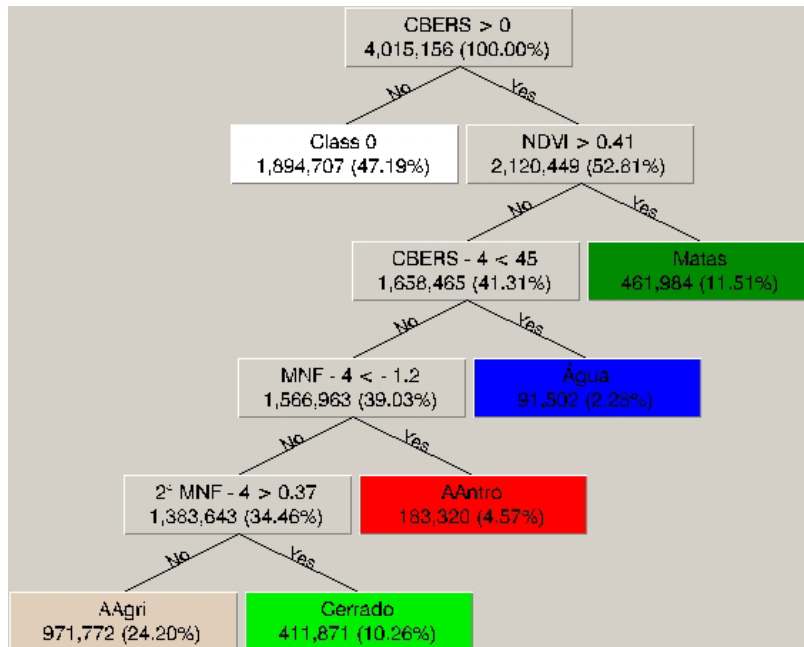 CBERS > 0
4,015,156 (100.00%)
No
Yes
Class 0
1,894,707 (47.19%)
NDVI > 0.41
2,120,449 (52.81%)
No
Yes
CBERS - 4 < 45
1,658,465 (41.31%)
Matas
461,984 (11.51%)
No
Yes
MNF - 4 < - 1.2
1,566,963 (39.03%)
Água
91,502 (2.28%)
No
Yes
2ª MNF - 4 > 0.37
1,383,643 (34.46%)
AAntro
183,320 (4.57%)
No
Yes
AAgri
971,772 (24.20%)
Cerrado
411,871 (10.26%)